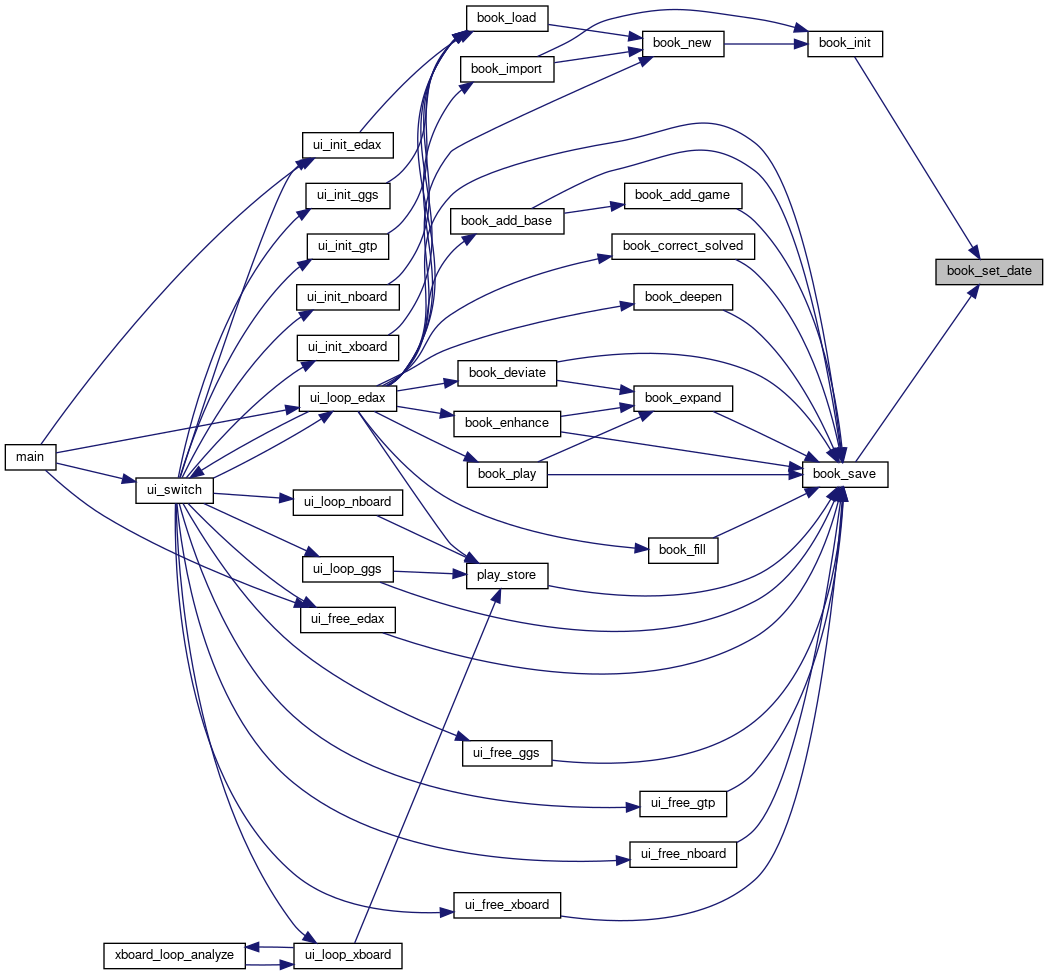 book_load
book_new
book_init
book_import
ui_init_edax
ui_init_ggs
book_add_game
book_add_base
ui_init_gtp
book_correct_solved
book_set_date
ui_init_nboard
book_deepen
ui_init_xboard
book_deviate
ui_loop_edax
book_expand
book_enhance
main
book_play
book_save
ui_switch
ui_loop_nboard
book_fill
ui_loop_ggs
play_store
ui_free_edax
ui_free_ggs
ui_free_gtp
ui_free_nboard
ui_free_xboard
xboard_loop_analyze
ui_loop_xboard